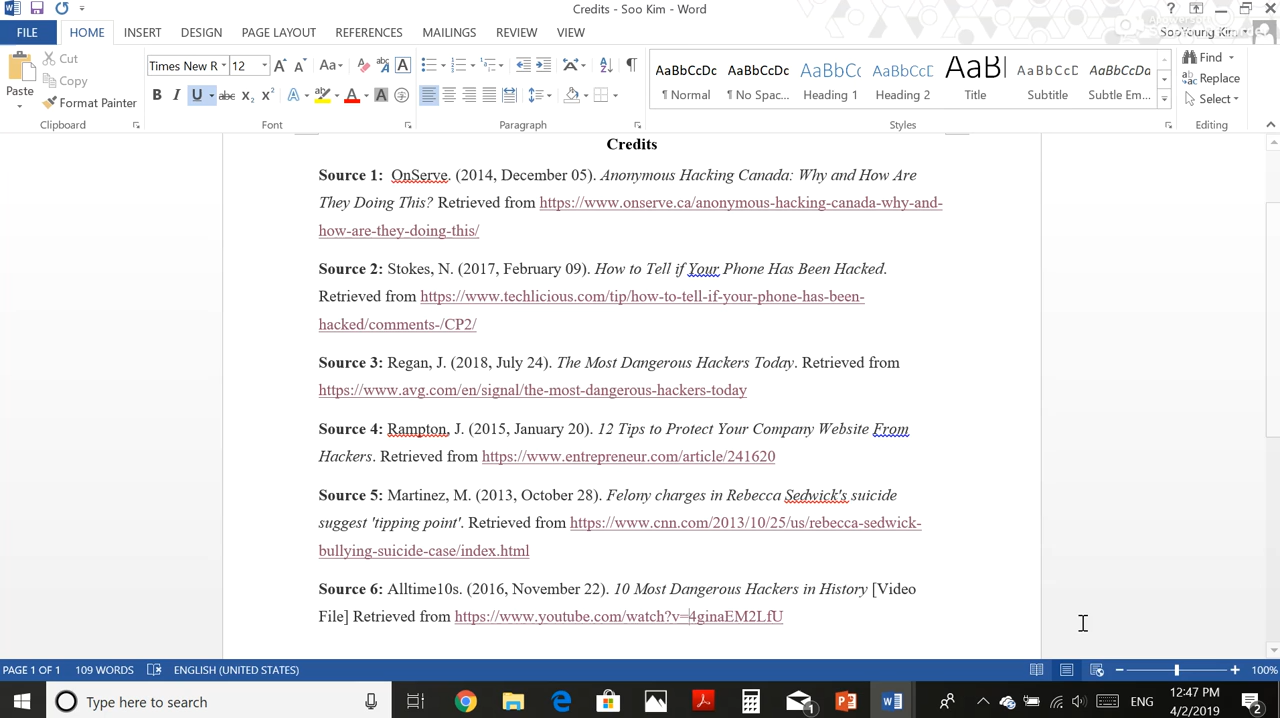 Credits - Soo Kim - Word
FILE HOME INSERT DESIGN PAGE LAYOUT REFERENCES MAILINGS REVIEW VIEW SooYoung Kim
Paste Cut Copy Format Painter
Times New R 12
AaBbCcDc AaBbCcDc AaBbCc AaBbCcDc AaBl AaBbCcD AaBbCcDa
¶ Normal ¶ No Spac... Heading 1 Heading 2 Title Subtitle Subtle Em...
Find Replace Select
Clipboard Font Paragraph Styles Editing
Credits
Source 1: OnServe. (2014, December 05). Anonymous Hacking Canada: Why and How Are
They Doing This? Retrieved from https://www.onserve.ca/anonymous-hacking-canada-why-and-
how-are-they-doing-this/
Source 2: Stokes, N. (2017, February 09). How to Tell if Your Phone Has Been Hacked.
Retrieved from https://www.techlicious.com/tip/how-to-tell-if-your-phone-has-been-
hacked/comments-/CP2/
Source 3: Regan, J. (2018, July 24). The Most Dangerous Hackers Today. Retrieved from
https://www.avg.com/en/signal/the-most-dangerous-hackers-today
Source 4: Rampton, J. (2015, January 20). 12 Tips to Protect Your Company Website From
Hackers. Retrieved from https://www.entrepreneur.com/article/241620
Source 5: Martinez, M. (2013, October 28). Felony charges in Rebecca Sedwick's suicide
suggest 'tipping point'. Retrieved from https://www.cnn.com/2013/10/25/us/rebecca-sedwick-
bullying-suicide-case/index.html
Source 6: Alltime10s. (2016, November 22). 10 Most Dangerous Hackers in History [Video
File] Retrieved from https://www.youtube.com/watch?v=4ginaEM2LfU
PAGE 1 OF 1 109 WORDS ENGLISH (UNITED STATES) 100%
Type here to search ENG 12:47 PM
4/2/2019